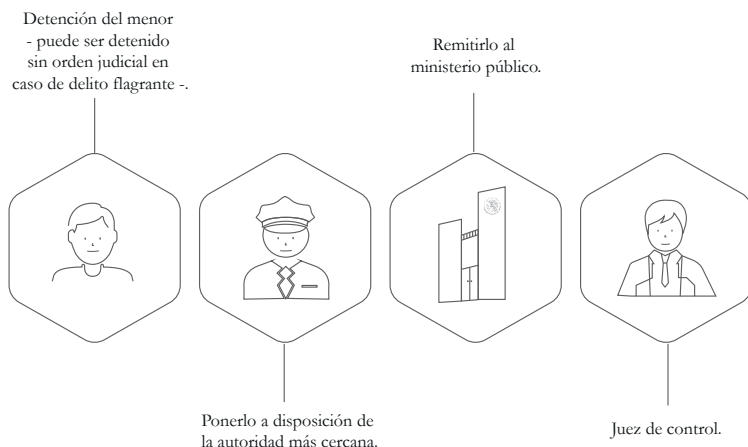 Detención del menor
- puede ser detenido
sin orden judicial en
caso de delito flagrante -.
Ponerlo a disposición de
la autoridad más cercana.
Remitirlo al
ministerio público.
Juez de control.